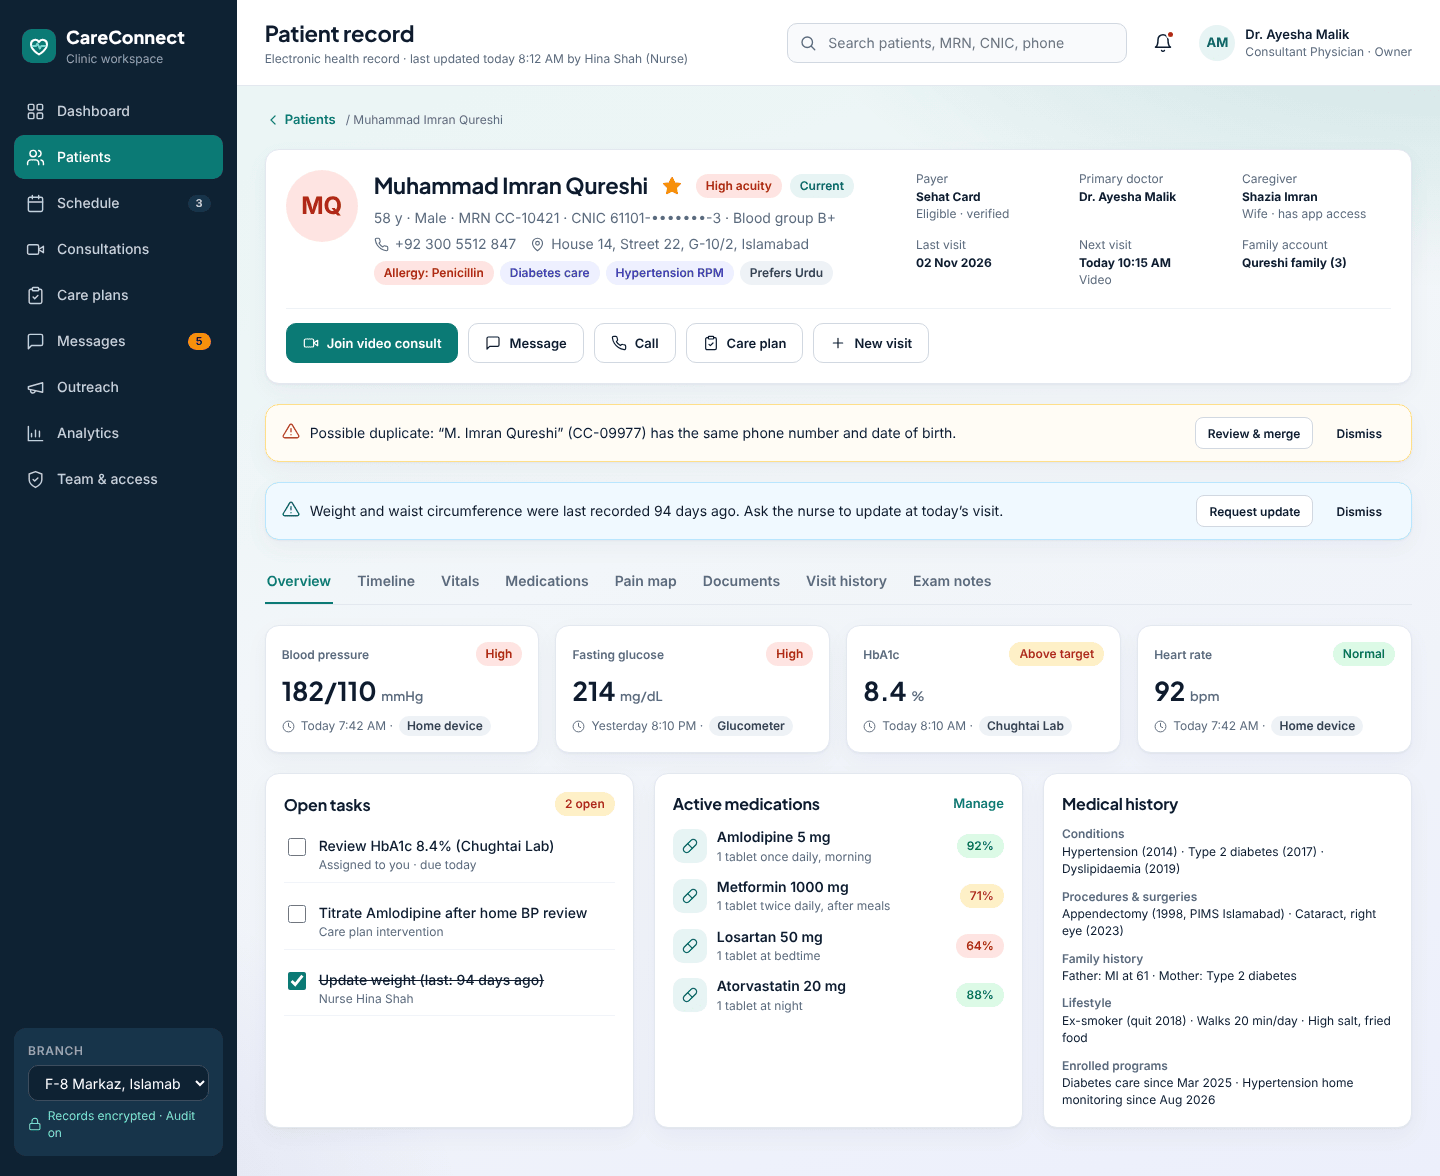 CareConnect
Clinic workspace
Dashboard
Patients
Schedule 3
Consultations
Care plans
Messages 5
Outreach
Analytics
Team & access
BRANCH
F-8 Markaz, Islamab
Records encrypted · Audit
on
Patient record
Electronic health record · last updated today 8:12 AM by Hina Shah (Nurse)
Search patients, MRN, CNIC, phone
AM
Dr. Ayesha Malik
Consultant Physician · Owner
Patients / Muhammad Imran Qureshi
MQ
Muhammad Imran Qureshi High acuity Current
58 y · Male · MRN CC-10421 · CNIC 61101-•••••••-3 · Blood group B+
+92 300 5512 847 House 14, Street 22, G-10/2, Islamabad
Allergy: Penicillin Diabetes care Hypertension RPM Prefers Urdu
Payer
Sehat Card
Eligible · verified
Primary doctor
Dr. Ayesha Malik
Caregiver
Shazia Imran
Wife · has app access
Last visit
02 Nov 2026
Next visit
Today 10:15 AM
Video
Family account
Qureshi family (3)
Join video consult Message Call Care plan New visit
Possible duplicate: “M. Imran Qureshi” (CC-09977) has the same phone number and date of birth. Review & merge Dismiss
Weight and waist circumference were last recorded 94 days ago. Ask the nurse to update at today’s visit. Request update Dismiss
Overview Timeline Vitals Medications Pain map Documents Visit history Exam notes
Blood pressure High
182/110 mmHg
Today 7:42 AM · Home device
Fasting glucose High
214 mg/dL
Yesterday 8:10 PM · Glucometer
HbA1c Above target
8.4 %
Today 8:10 AM · Chughtai Lab
Heart rate Normal
92 bpm
Today 7:42 AM · Home device
Open tasks 2 open
Review HbA1c 8.4% (Chughtai Lab)
Assigned to you · due today
Titrate Amlodipine after home BP review
Care plan intervention
Update weight (last: 94 days ago)
Nurse Hina Shah
Active medications Manage
Amlodipine 5 mg
1 tablet once daily, morning
92%
Metformin 1000 mg
1 tablet twice daily, after meals
71%
Losartan 50 mg
1 tablet at bedtime
64%
Atorvastatin 20 mg
1 tablet at night
88%
Medical history
Conditions
Hypertension (2014) · Type 2 diabetes (2017) ·
Dyslipidaemia (2019)
Procedures & surgeries
Appendectomy (1998, PIMS Islamabad) · Cataract, right
eye (2023)
Family history
Father: MI at 61 · Mother: Type 2 diabetes
Lifestyle
Ex-smoker (quit 2018) · Walks 20 min/day · High salt, fried
food
Enrolled programs
Diabetes care since Mar 2025 · Hypertension home
monitoring since Aug 2026